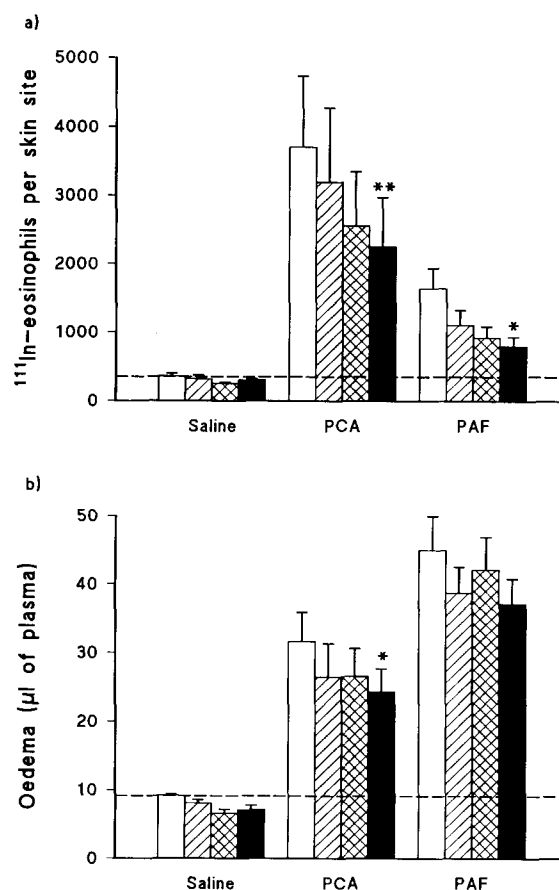 a)
¹¹¹In−eosinophils per skin site
5000
4000
3000
2000
1000
0
**
*
Saline PCA PAF
b)
Oedema (μl of plasma)
50
40
30
20
10
0
*
Saline PCA PAF